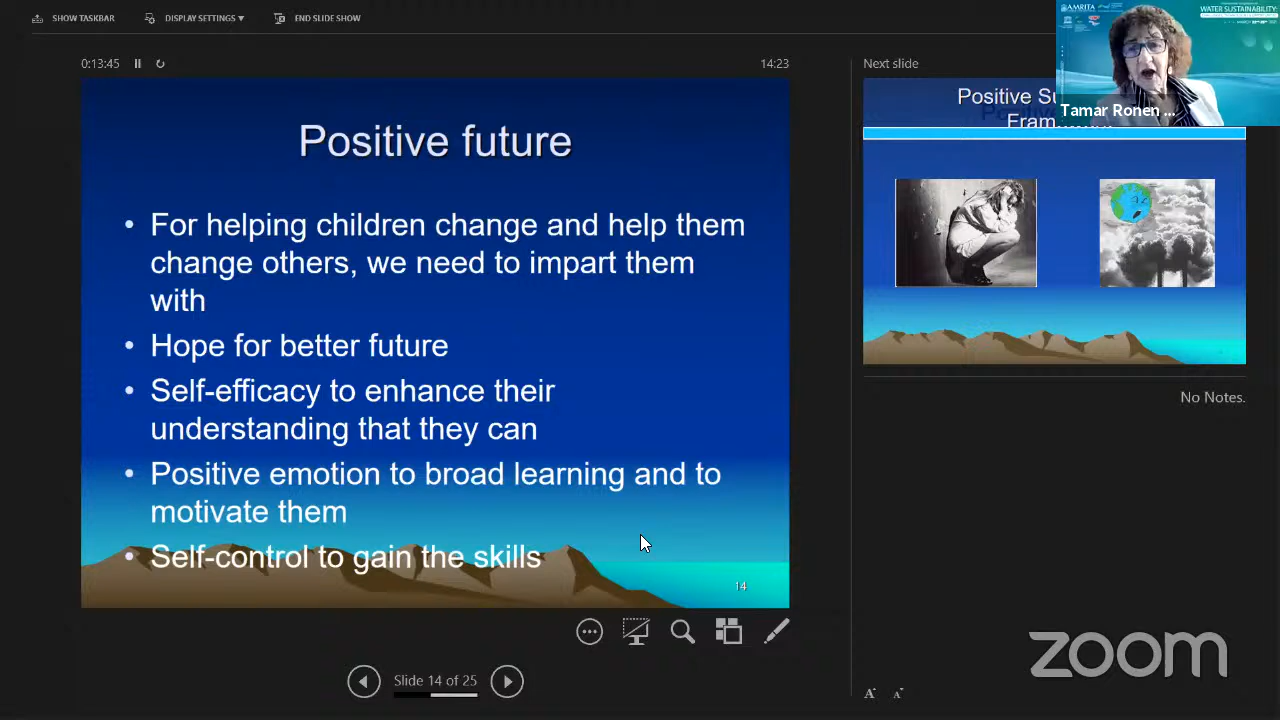 SHOW TASKBAR
DISPLAY SETTINGS ▼
END SLIDE SHOW
0:13:45
14:23
Positive future
• For helping children change and help them
change others, we need to impart them
with
• Hope for better future
• Self-efficacy to enhance their
understanding that they can
• Positive emotion to broad learning and to
motivate them
• Self-control to gain the skills
14
Slide 14 of 25
Next slide
Positive
No Notes.
A A
AMRITA
WATER SUSTAINABILITY:
Tamar Ronen ...
zoom